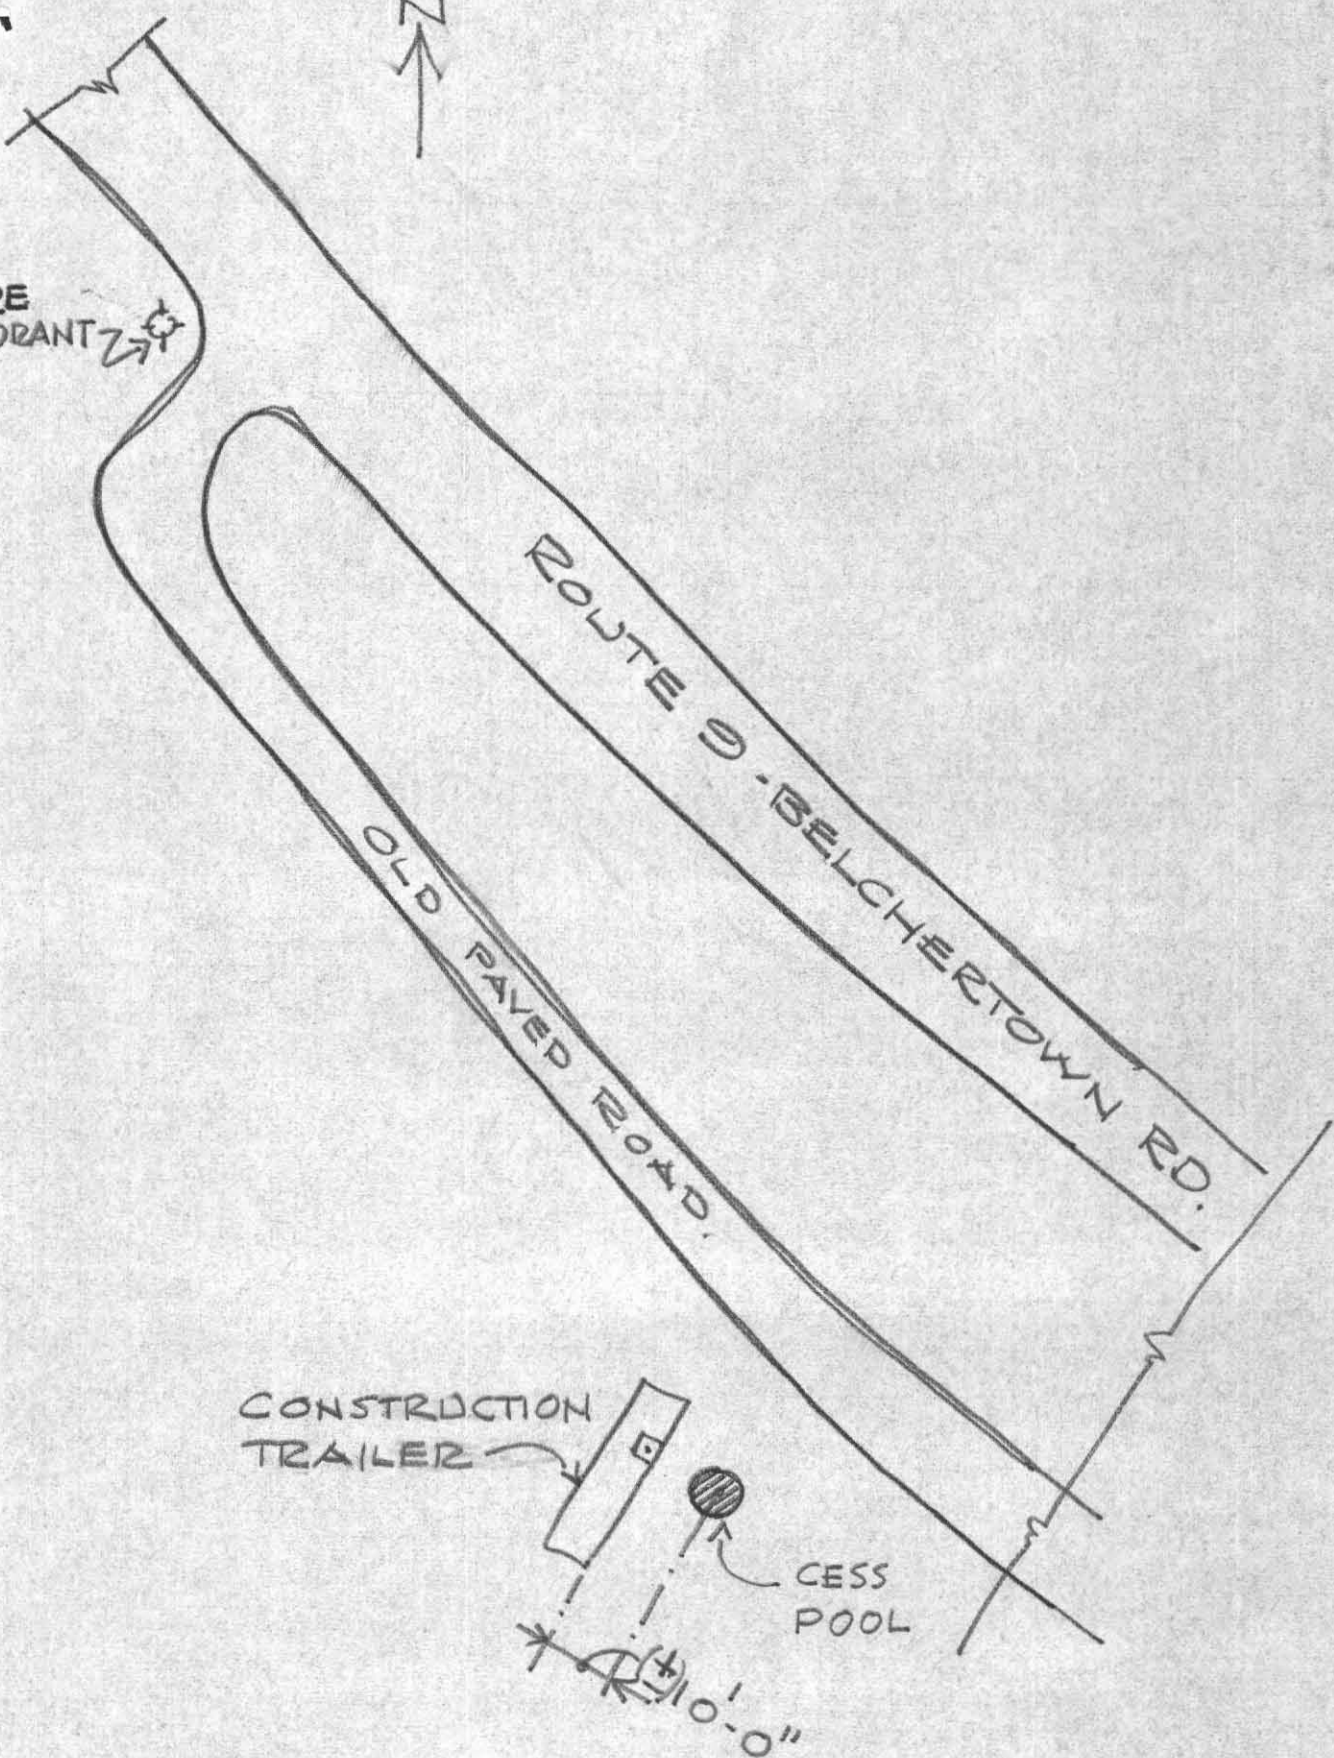 N
ROUTE 9 - BELCHERTOWN RD.
OLD PAVED ROAD.
CONSTRUCTION
TRAILER
CESS
POOL
(±)10'-0"